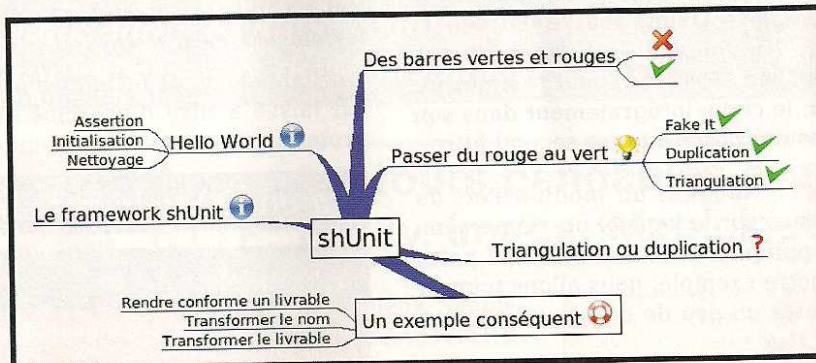 Des barres vertes et rouges
Assertion
Initialisation
Nettoyage
Hello World
Passer du rouge au vert
Fake It
Duplication
Triangulation
Le framework shUnit
shUnit
Triangulation ou duplication ?
Rendre conforme un livrable
Transformer le nom
Transformer le livrable
Un exemple conséquent